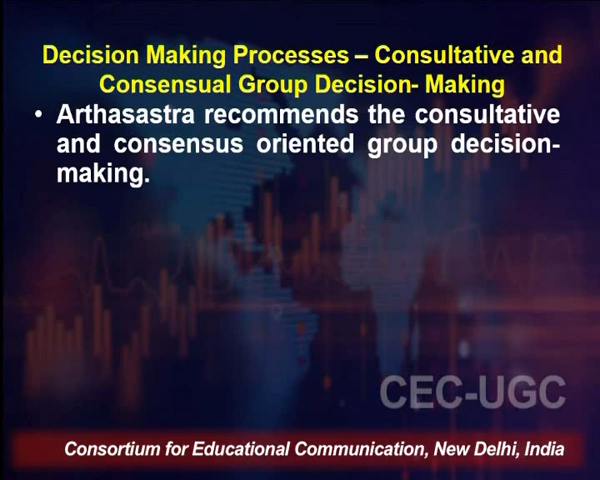 Decision Making Processes – Consultative and
Consensual Group Decision- Making
• Arthasastra recommends the consultative
and consensus oriented group decision-
making.
CEC-UGC
Consortium for Educational Communication, New Delhi, India